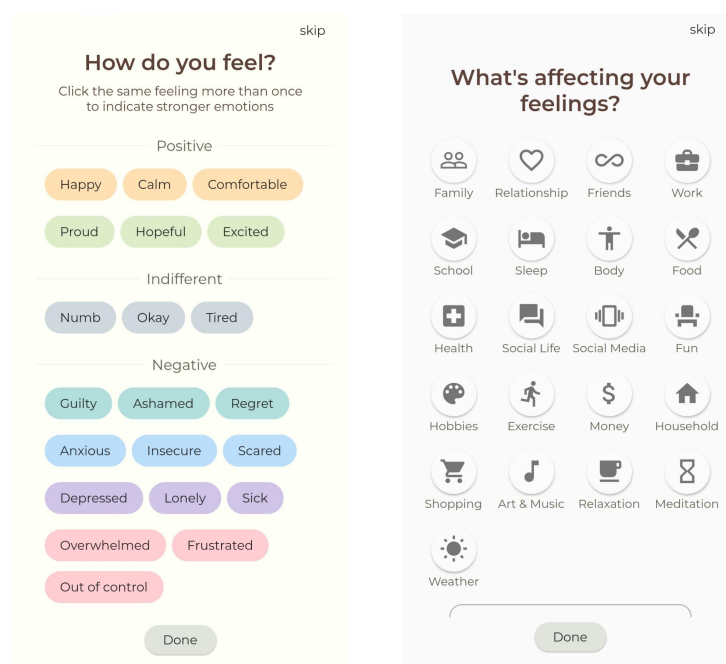 skip
How do you feel?
Click the same feeling more than once
to indicate stronger emotions
Positive
Happy Calm Comfortable
Proud Hopeful Excited
Indifferent
Numb Okay Tired
Negative
Guilty Ashamed Regret
Anxious Insecure Scared
Depressed Lonely Sick
Overwhelmed Frustrated
Out of control
Done
skip
What's affecting your
feelings?
Family Relationship Friends Work
School Sleep Body Food
Health Social Life Social Media Fun
Hobbies Exercise Money Household
Shopping Art & Music Relaxation Meditation
Weather
Done